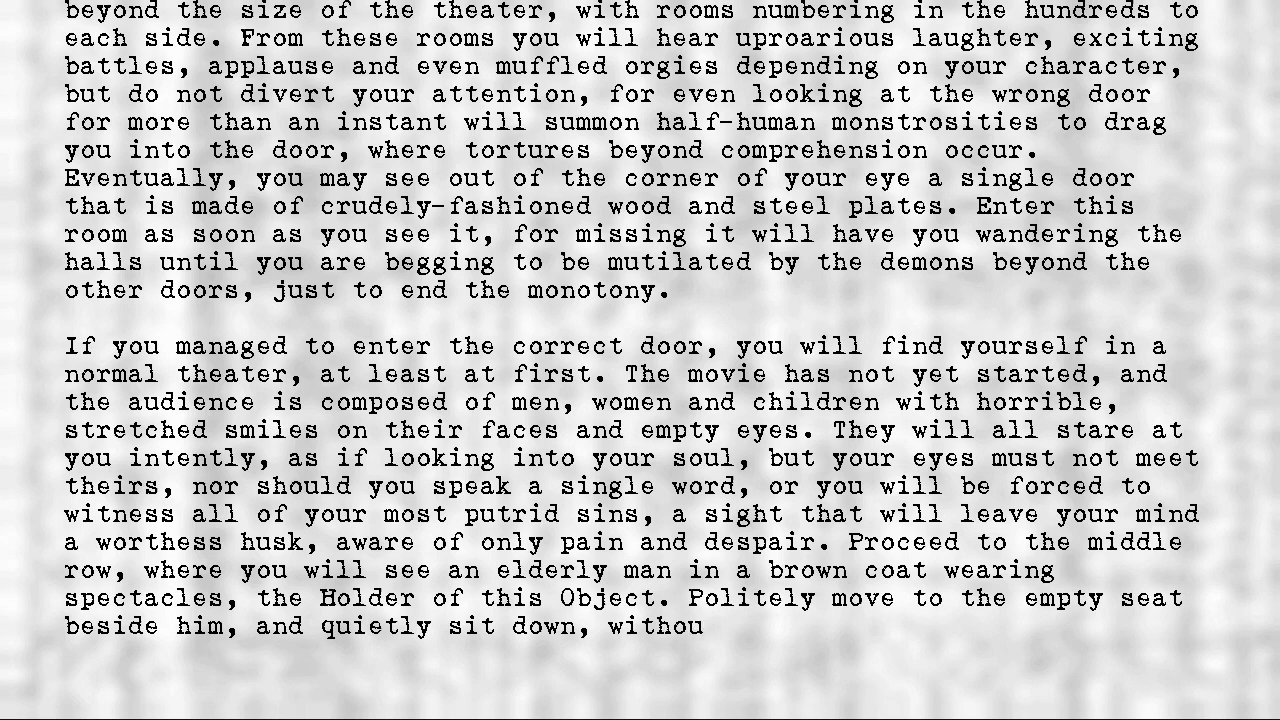 beyond the size of the theater, with rooms numbering in the hundreds to
each side. From these rooms you will hear uproarious laughter, exciting
battles, applause and even muffled orgies depending on your character,
but do not divert your attention, for even looking at the wrong door
for more than an instant will summon half-human monstrosities to drag
you into the door, where tortures beyond comprehension occur.
Eventually, you may see out of the corner of your eye a single door
that is made of crudely-fashioned wood and steel plates. Enter this
room as soon as you see it, for missing it will have you wandering the
halls until you are begging to be mutilated by the demons beyond the
other doors, just to end the monotony.
If you managed to enter the correct door, you will find yourself in a
normal theater, at least at first. The movie has not yet started, and
the audience is composed of men, women and children with horrible,
stretched smiles on their faces and empty eyes. They will all stare at
you intently, as if looking into your soul, but your eyes must not meet
theirs, nor should you speak a single word, or you will be forced to
witness all of your most putrid sins, a sight that will leave your mind
a worthess husk, aware of only pain and despair. Proceed to the middle
row, where you will see an elderly man in a brown coat wearing
spectacles, the Holder of this Object. Politely move to the empty seat
beside him, and quietly sit down, withou